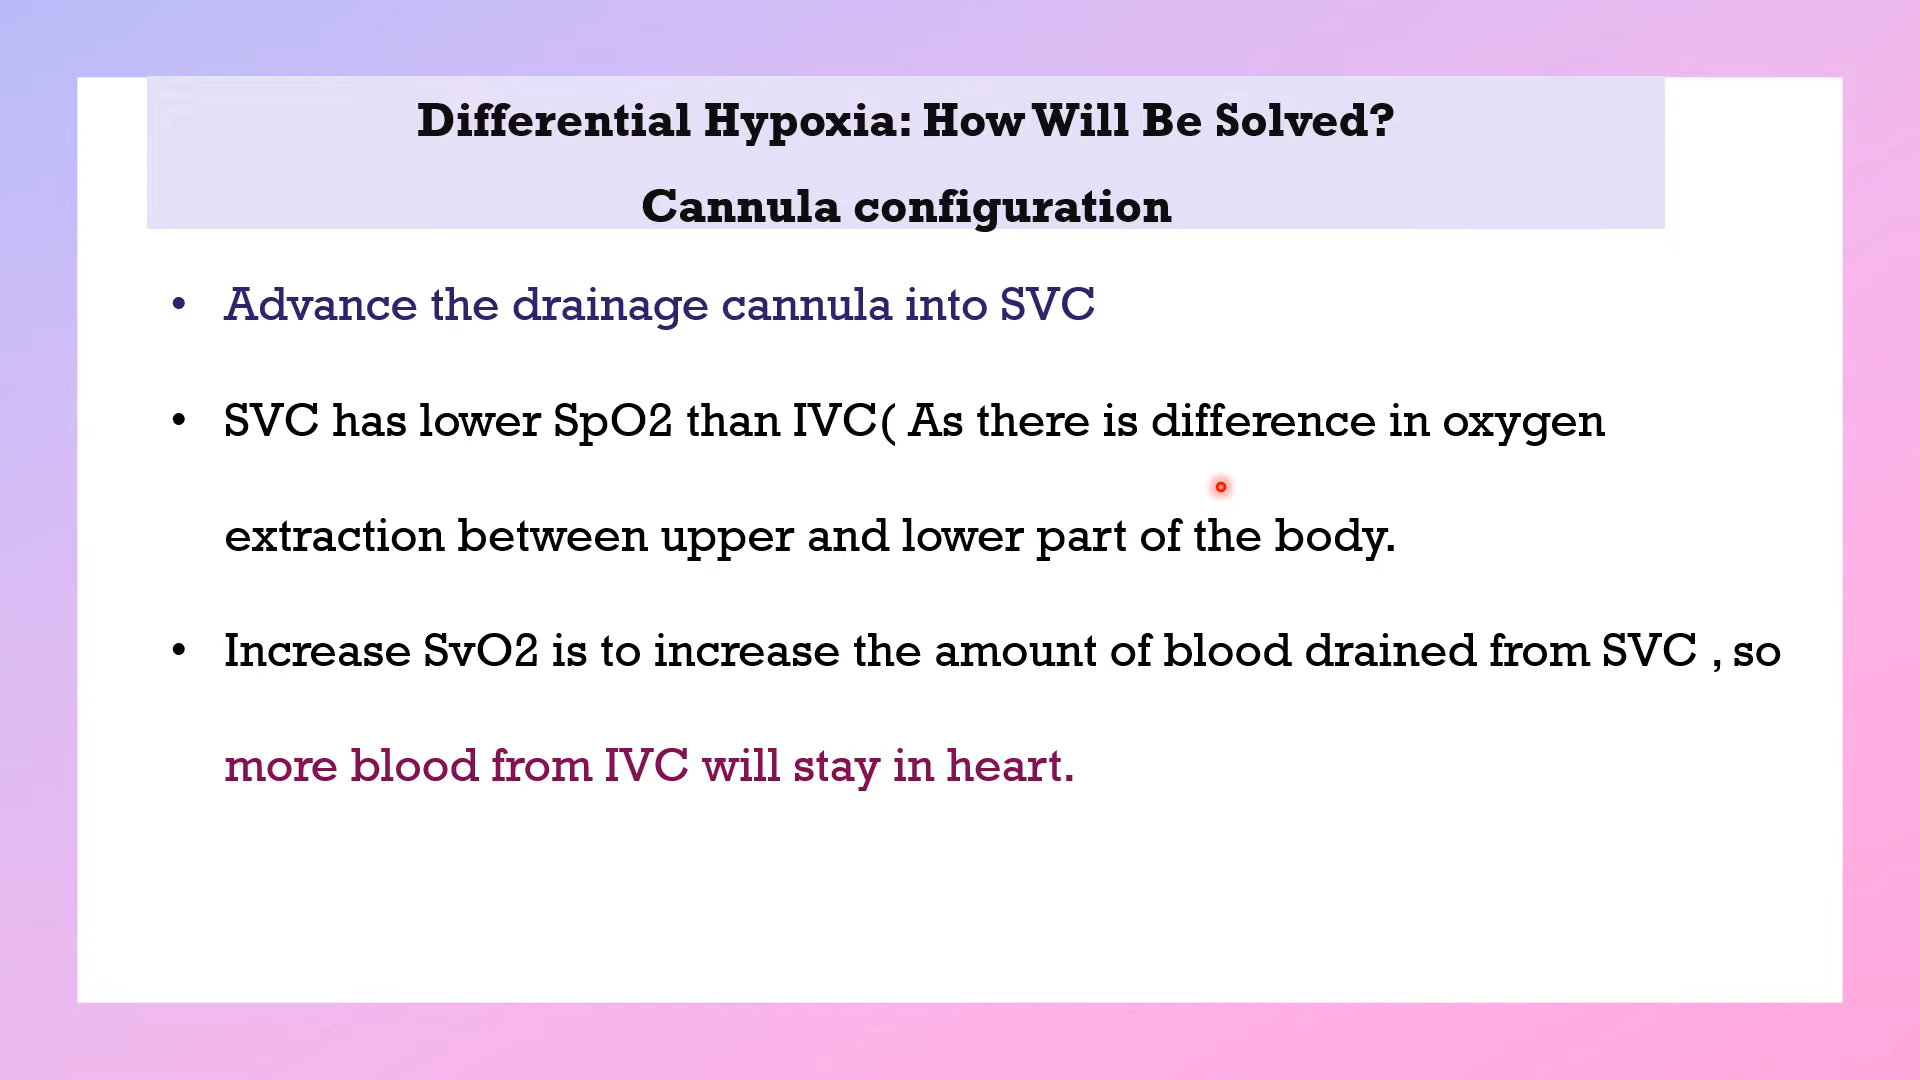 Differential Hypoxia: How Will Be Solved?
Cannula configuration
• Advance the drainage cannula into SVC
• SVC has lower SpO2 than IVC( As there is difference in oxygen
extraction between upper and lower part of the body.
• Increase SvO2 is to increase the amount of blood drained from SVC , so
more blood from IVC will stay in heart.